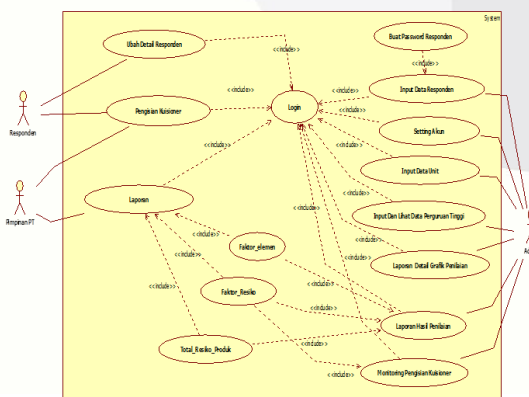 System
Ubah Detail Responden
Buat Password Responden
<<include>>
<<include>>
Responden
Pengisian Kuisioner
<<include>>
Login
<<include>>
Input Data Responden
<<include>>
Setting Akun
<<include>>
Input Data Unit
Pimpinan PT
Laporan
<<include>>
Input Dan Lihat Data Perguruan Tinggi
<<include>>
Faktor_elemen
<<include>>
<<include>>
Laporan Detail Grafik Penilaian
Faktor_Resiko
<<include>>
<<include>>
<<include>>
Laporan Hasil Penilaian
Total_Resiko_Produk
<<include>>
<<include>>
Monitoring Pengisian Kuisioner